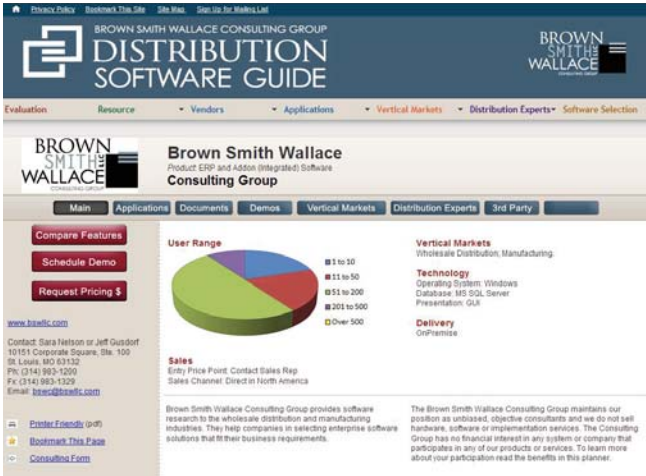 Privacy Policy Bookmark This Site Site Map Sign Up for Mailing List
BROWN SMITH WALLACE CONSULTING GROUP
DISTRIBUTION
SOFTWARE GUIDE
BROWN
SMITH
WALLACE
CONSULTING GROUP
Evaluation Resource Vendors Applications Vertical Markets Distribution Experts Software Selection
BROWN
SMITH LLC
WALLACE
CONSULTING GROUP
Brown Smith Wallace
Product: ERP and Addon (Integrated) Software
Consulting Group
Main Applications Documents Demos Vertical Markets Distribution Experts 3rd Party
Compare Features
Schedule Demo
Request Pricing $
www.bswllc.com
Contact: Sara Nelson or Jeff Gusdorf
10151 Corporate Square, Ste. 100
St. Louis, MO 63132
Ph: (314) 983-1200
Fx: (314) 983-1329
Email: bswc@bswllc.com
Printer Friendly (pdf)
Bookmark This Page
Consulting Form
User Range
1 to 10
11 to 50
51 to 200
201 to 500
Over 500
Vertical Markets
Wholesale Distribution; Manufacturing.
Technology
Operating System: Windows
Database: MS SQL Server
Presentation: GUI
Delivery
OnPremise
Sales
Entry Price Point: Contact Sales Rep
Sales Channel: Direct in North America
Brown Smith Wallace Consulting Group provides software
research to the wholesale distribution and manufacturing
industries. They help companies in selecting enterprise software
solutions that fit their business requirements.
The Brown Smith Wallace Consulting Group maintains our
position as unbiased, objective consultants and we do not sell
hardware, software or implementation services. The Consulting
Group has no financial interest in any system or company that
participates in any of our products or services. To learn more
about your participation read the benefits in this planner.